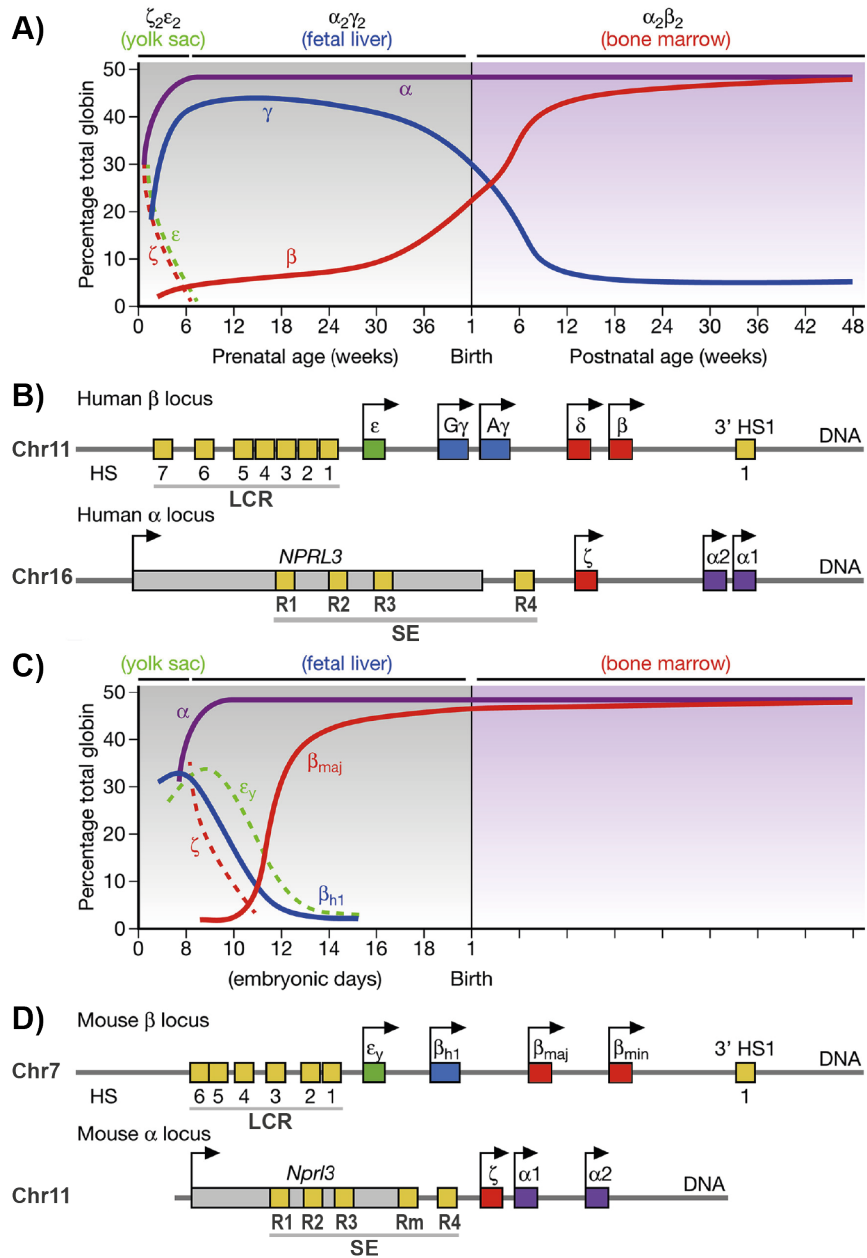 A)
ζ₂ε₂ α₂γ₂ α₂β₂
(yolk sac) (fetal liver) (bone marrow)
Percentage total globin
50
40
30
20
10
0
α
γ
ε
ζ
β
0 6 12 18 24 30 36 1 6 12 18 24 30 36 42 48
Prenatal age (weeks) Birth Postnatal age (weeks)
B)
Human β locus
ε Gγ Aγ δ β 3' HS1 DNA
Chr11
HS 7 6 5 4 3 2 1 1
LCR
Human α locus
NPRL3 ζ α2 α1 DNA
Chr16
R1 R2 R3 R4
SE
C)
(yolk sac) (fetal liver) (bone marrow)
Percentage total globin
50
40
30
20
10
0
α
βmaj
εy
ζ
βh1
0 8 10 12 14 16 18 1
(embryonic days) Birth
D)
Mouse β locus
εy βh1 βmaj βmin 3' HS1 DNA
Chr7
HS 6 5 4 3 2 1 1
LCR
Mouse α locus
Nprl3 ζ α1 α2 DNA
Chr11
R1 R2 R3 Rm R4
SE